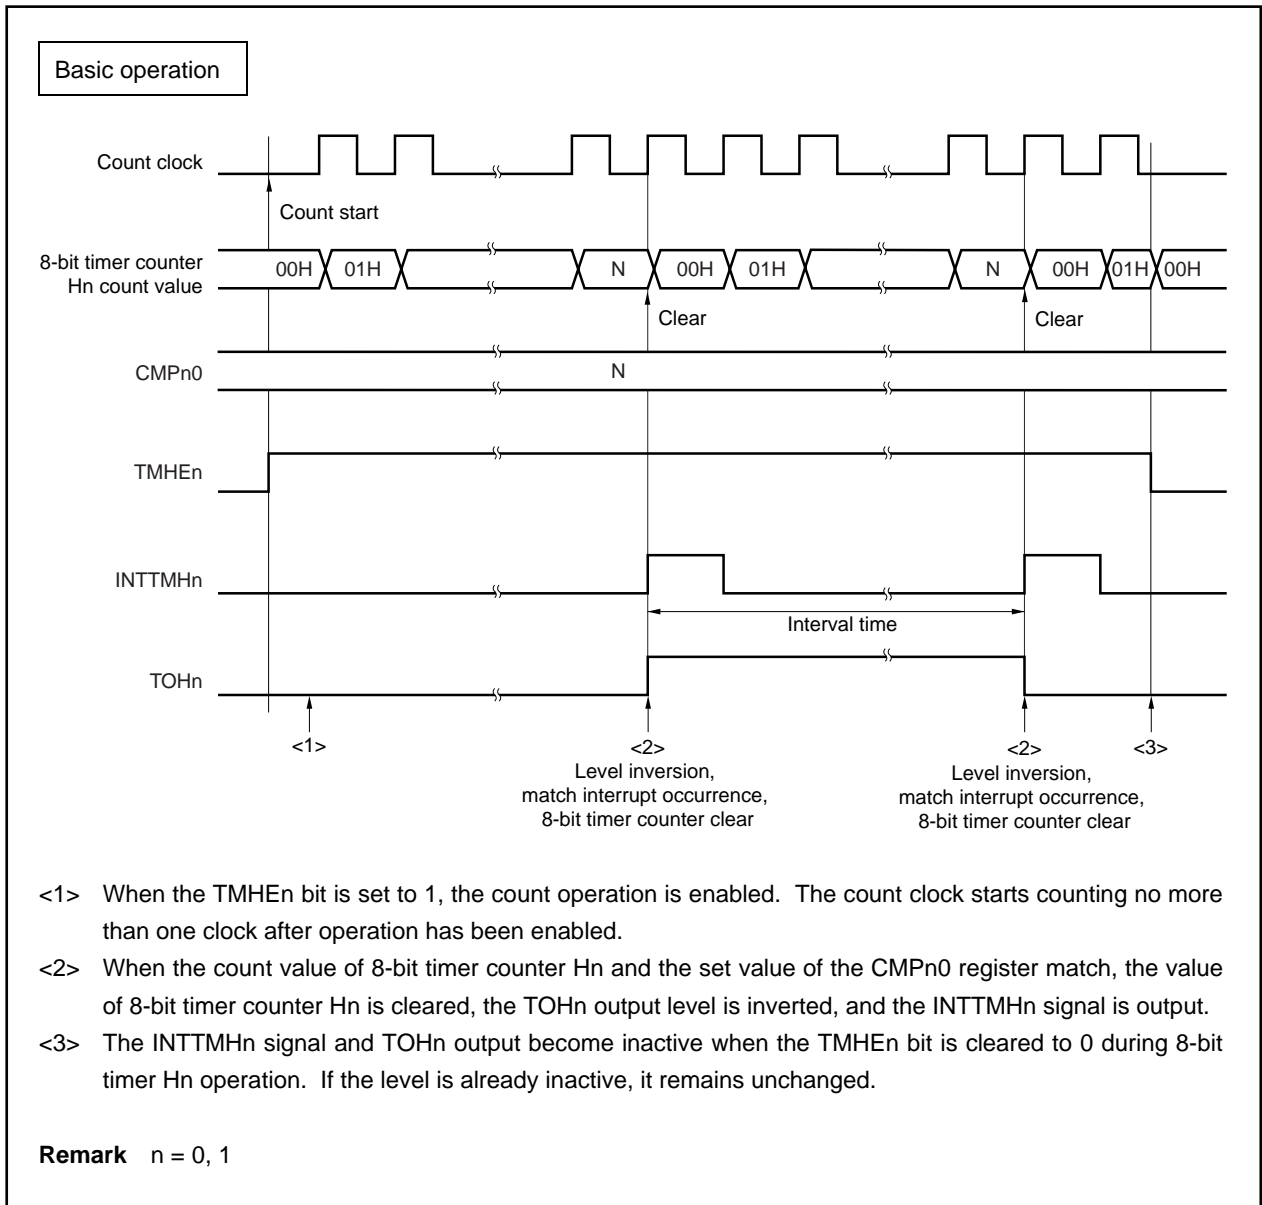 Basic operation
Count clock
Count start
8-bit timer counter
Hn count value
00H 01H N 00H 01H N 00H 01H 00H
Clear Clear
CMPn0 N
TMHEn
INTTMHn
Interval time
TOHn
<1> <2> <2> <3>
Level inversion,
match interrupt occurrence,
8-bit timer counter clear
Level inversion,
match interrupt occurrence,
8-bit timer counter clear
<1> When the TMHEn bit is set to 1, the count operation is enabled. The count clock starts counting no more
than one clock after operation has been enabled.
<2> When the count value of 8-bit timer counter Hn and the set value of the CMPn0 register match, the value
of 8-bit timer counter Hn is cleared, the TOHn output level is inverted, and the INTTMHn signal is output.
<3> The INTTMHn signal and TOHn output become inactive when the TMHEn bit is cleared to 0 during 8-bit
timer Hn operation. If the level is already inactive, it remains unchanged.
Remark n = 0, 1